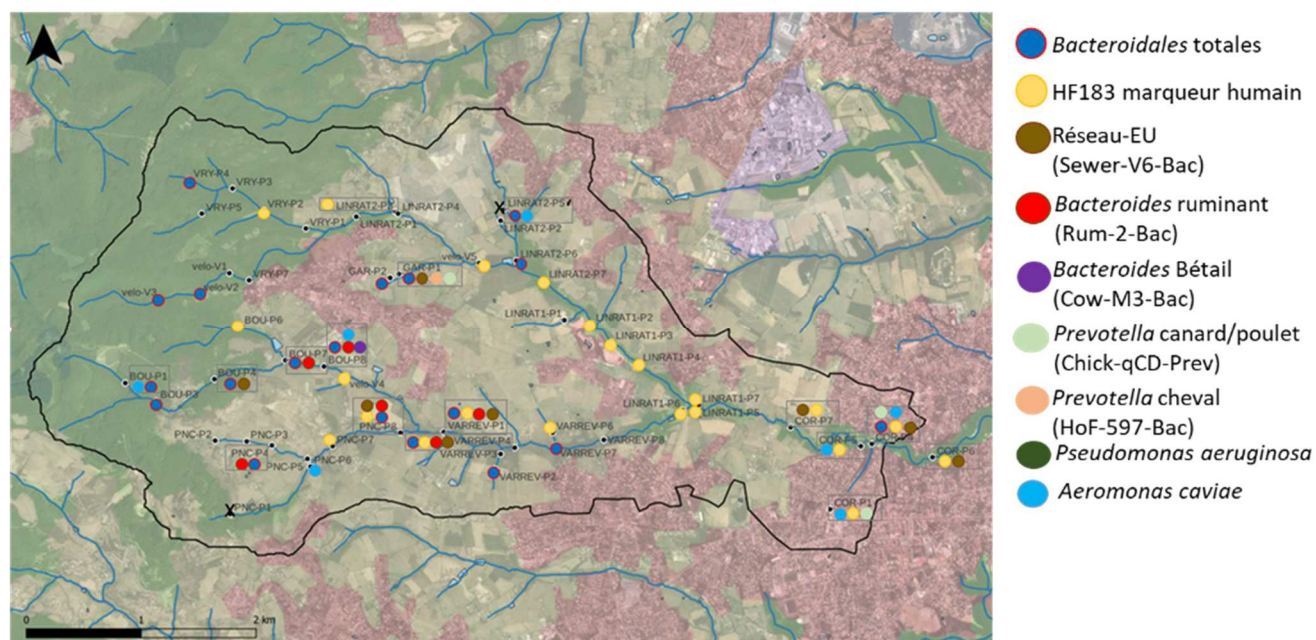 VRY-P4
VRY-P3
VRY-P5
VRY-P2
VRY-P1
LINRAT2-P3
LINRAT2-P4
LINRAT2-P1
X
LINRAT2-P5
LINRAT2-P2
velo-V1
VRY-P7
velo-V3
velo-V2
GAR-P2
GAR-P1
velo-V5
LINRAT2-P6
LINRAT2-P7
BOU-P6
LINRAT1-P1
LINRAT1-P2
LINRAT1-P3
LINRAT1-P4
BOU-P7
BOU-P8
BOU-P1
BOU-P4
BOU-P3
velo-V4
LINRAT1-P6
LINRAT1-P7
LINRAT1-P5
PNC-P2
PNC-P3
PNC-P7
PNC-P8
VARREV-P1
VARREV-P4
VARREV-P3
VARREV-P6
VARREV-P7
VARREV-P8
COR-P7
PNC-P4
PNC-P5
PNC-P6
VARREV-P2
COR-P6
X
PNC-P1
COR-P1
0
1
2 km
Bacteroidales totales
HF183 marqueur humain
Réseau-EU
(Sewer-V6-Bac)
Bacteroides ruminant
(Rum-2-Bac)
Bacteroides Bétail
(Cow-M3-Bac)
Prevotella canard/poulet
(Chick-qCD-Prev)
Prevotella cheval
(HoF-597-Bac)
Pseudomonas aeruginosa
Aeromonas caviae